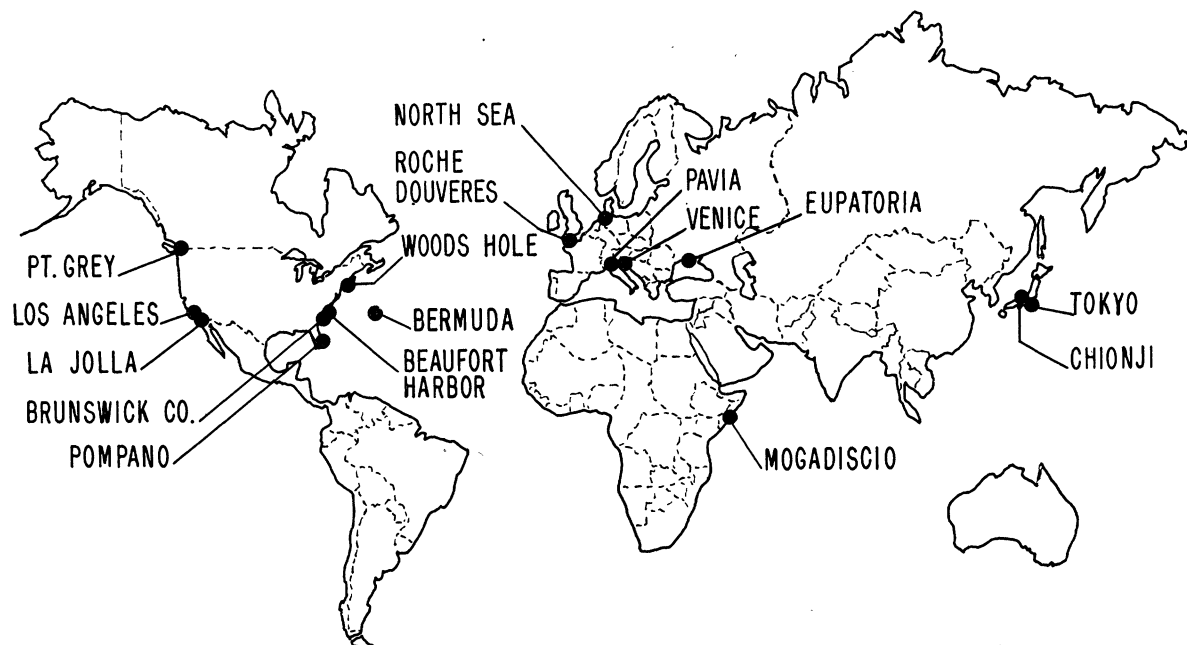 NORTH SEA
ROCHE
DOUVERES
PAVIA
VENICE
EUPATORIA
WOODS HOLE
PT. GREY
LOS ANGELES
BERMUDA
TOKYO
LA JOLLA
BEAUFORT
HARBOR
CHIONJI
BRUNSWICK CO.
POMPANO
MOGADISCIO